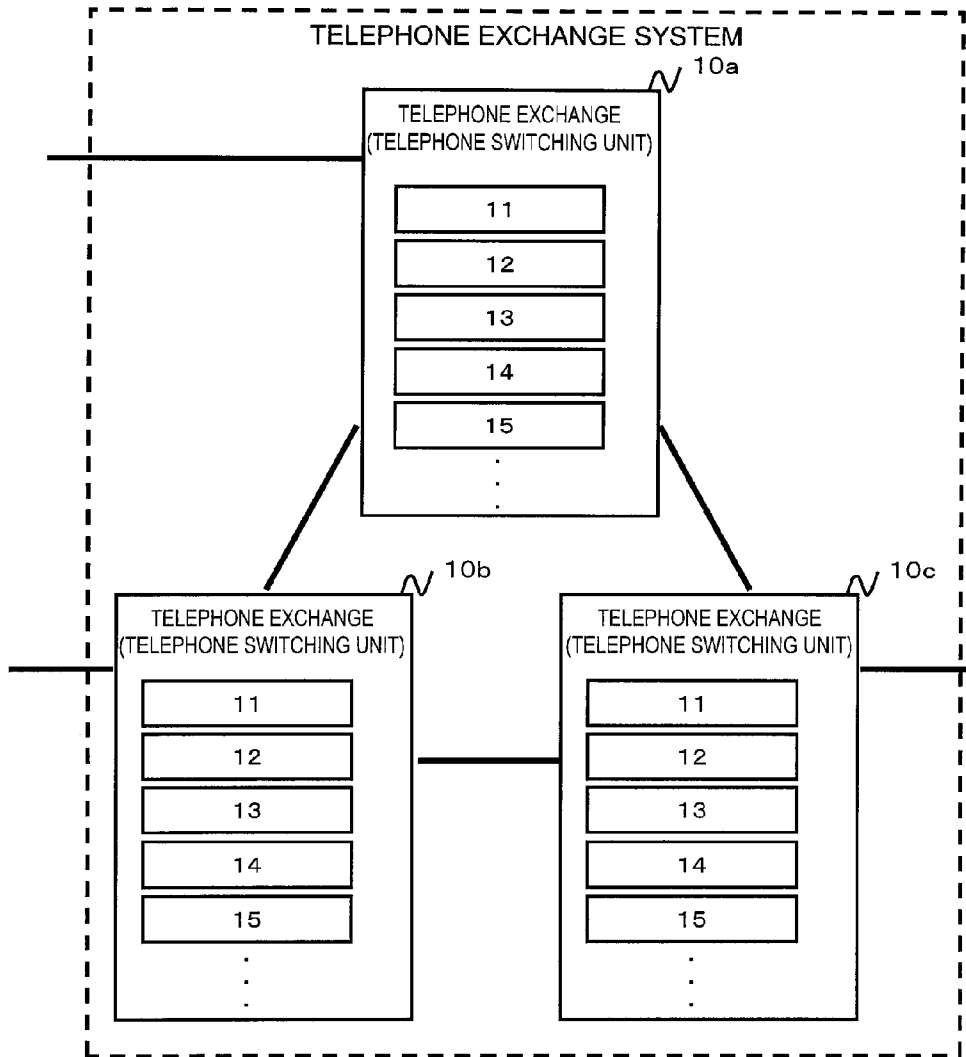 TELEPHONE EXCHANGE SYSTEM
10a
TELEPHONE EXCHANGE
(TELEPHONE SWITCHING UNIT)
11
12
13
14
15
10b
TELEPHONE EXCHANGE
(TELEPHONE SWITCHING UNIT)
11
12
13
14
15
10c
TELEPHONE EXCHANGE
(TELEPHONE SWITCHING UNIT)
11
12
13
14
15